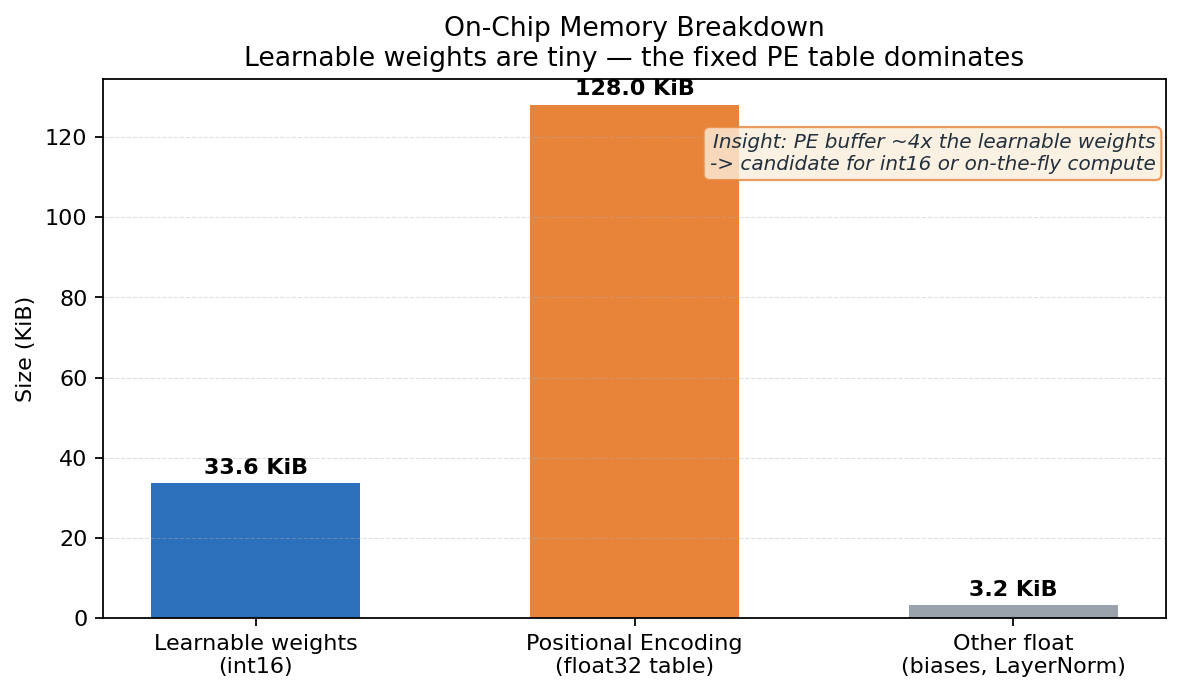 On-Chip Memory Breakdown
Learnable weights are tiny — the fixed PE table dominates
128.0 KiB
Insight: PE buffer ~4x the learnable weights
-> candidate for int16 or on-the-fly compute
33.6 KiB
3.2 KiB
Size (KiB)
120
100
80
60
40
20
0
Learnable weights
(int16)
Positional Encoding
(float32 table)
Other float
(biases, LayerNorm)